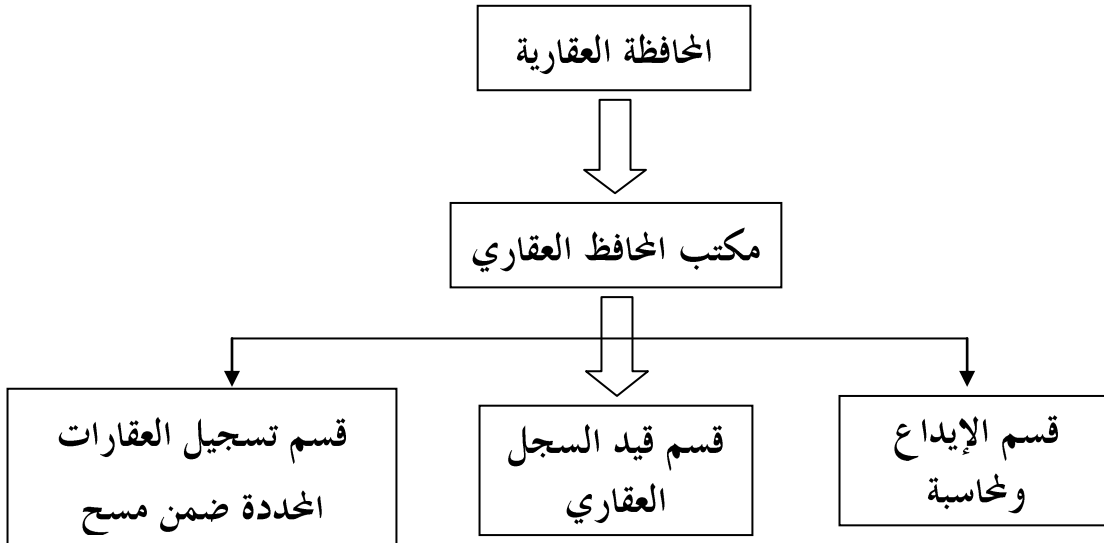 المحافظة العقارية
مكتب المحافظ العقاري
قسم الإيداع
ولمحاسبة
قسم قيد السجل
العقاري
قسم تسجيل العقارات
المحددة ضمن مسح